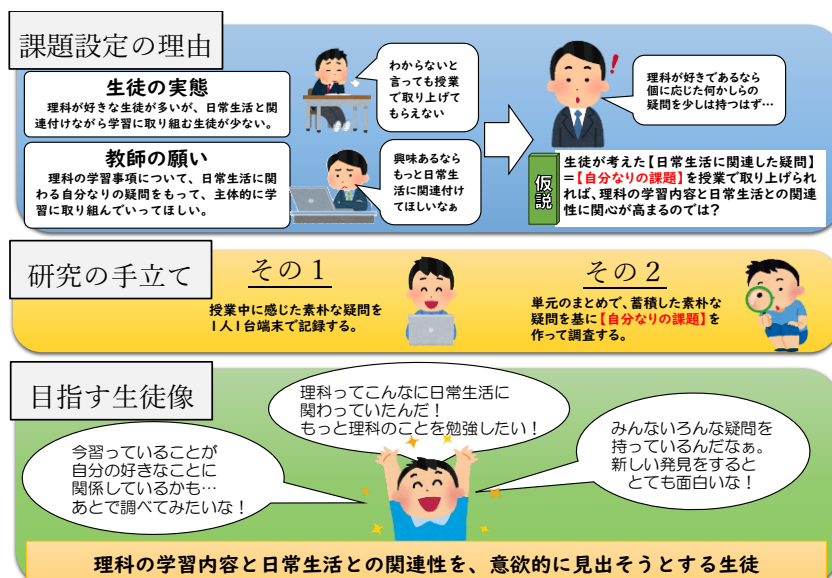 課題設定の理由
生徒の実態
理科が好きな生徒が多いが、日常生活と関
連付けながら学習に取り組む生徒が少ない。
わからないと
言っても授業
で取り上げて
もらえない
教師の願い
理科の学習事項について、日常生活に関
わる自分なりの疑問をもって、主体的に学
習に取り組んでいってほしい。
興味あるなら
もっと日常生
活に関連付け
てほしいなぁ
!
理科が好きであるなら
個に応じた何かしらの
疑問を少しは持つはず…
仮説
生徒が考えた【日常生活に関連した疑問】
=【自分なりの課題】を授業で取り上げられ
れば、理科の学習内容と日常生活との関連
性に関心が高まるのでは？
研究の手立て
その１
授業中に感じた素朴な疑問を
1人1台端末で記録する。
その２
単元のまとめで、蓄積した素朴な
疑問を基に【自分なりの課題】を
作って調査する。
目指す生徒像
今習っていることが
自分の好きなことに
関係しているかも…
あとで調べてみたいな！
理科ってこんなに日常生活に
関わっていたんだ！
もっと理科のことを勉強したい！
みんないろんな疑問を
持っているんだなぁ。
新しい発見をすると
とても面白いな！
理科の学習内容と日常生活との関連性を、意欲的に見出そうとする生徒